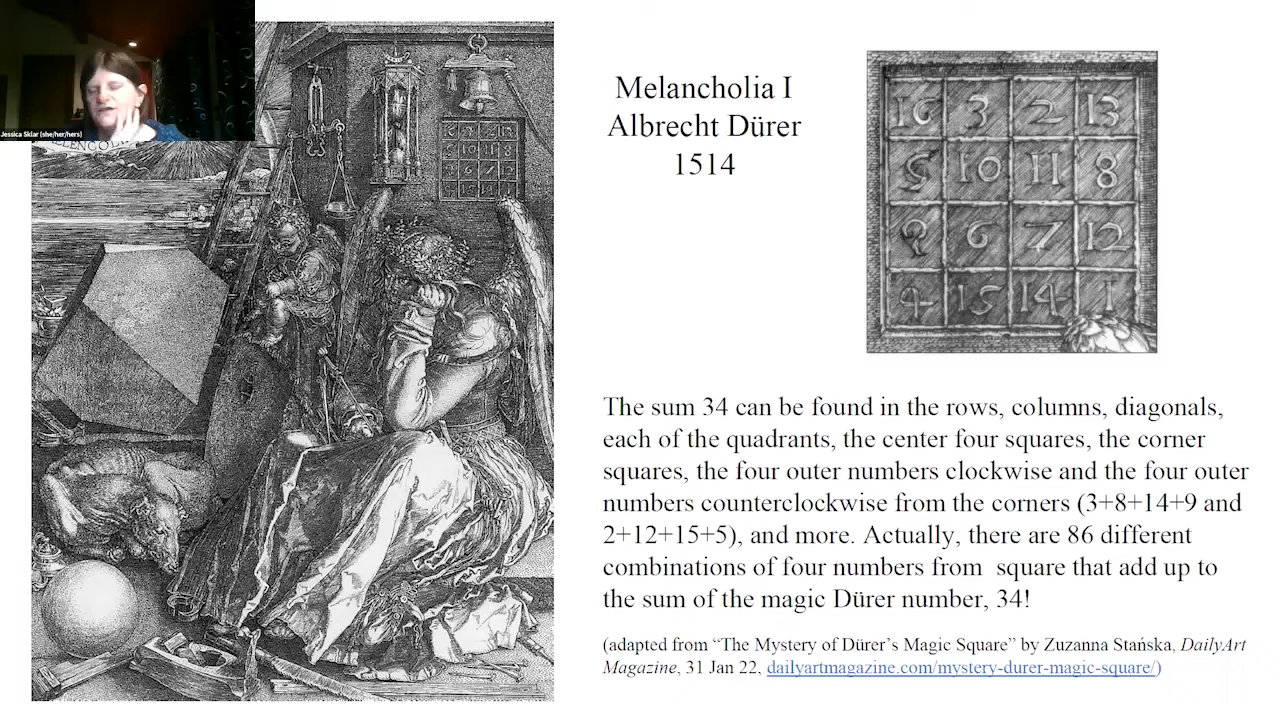 Jessica Sklar (she/her/hers)
Melancholia I
Albrecht Dürer
1514
16 3 2 13
5 10 11 8
9 6 7 12
4 15 14 1
The sum 34 can be found in the rows, columns, diagonals,
each of the quadrants, the center four squares, the corner
squares, the four outer numbers clockwise and the four outer
numbers counterclockwise from the corners (3+8+14+9 and
2+12+15+5), and more. Actually, there are 86 different
combinations of four numbers from  square that add up to
the sum of the magic Dürer number, 34!
(adapted from “The Mystery of Dürer’s Magic Square” by Zuzanna Stańska, DailyArt
Magazine, 31 Jan 22, dailyartmagazine.com/mystery-durer-magic-square/)